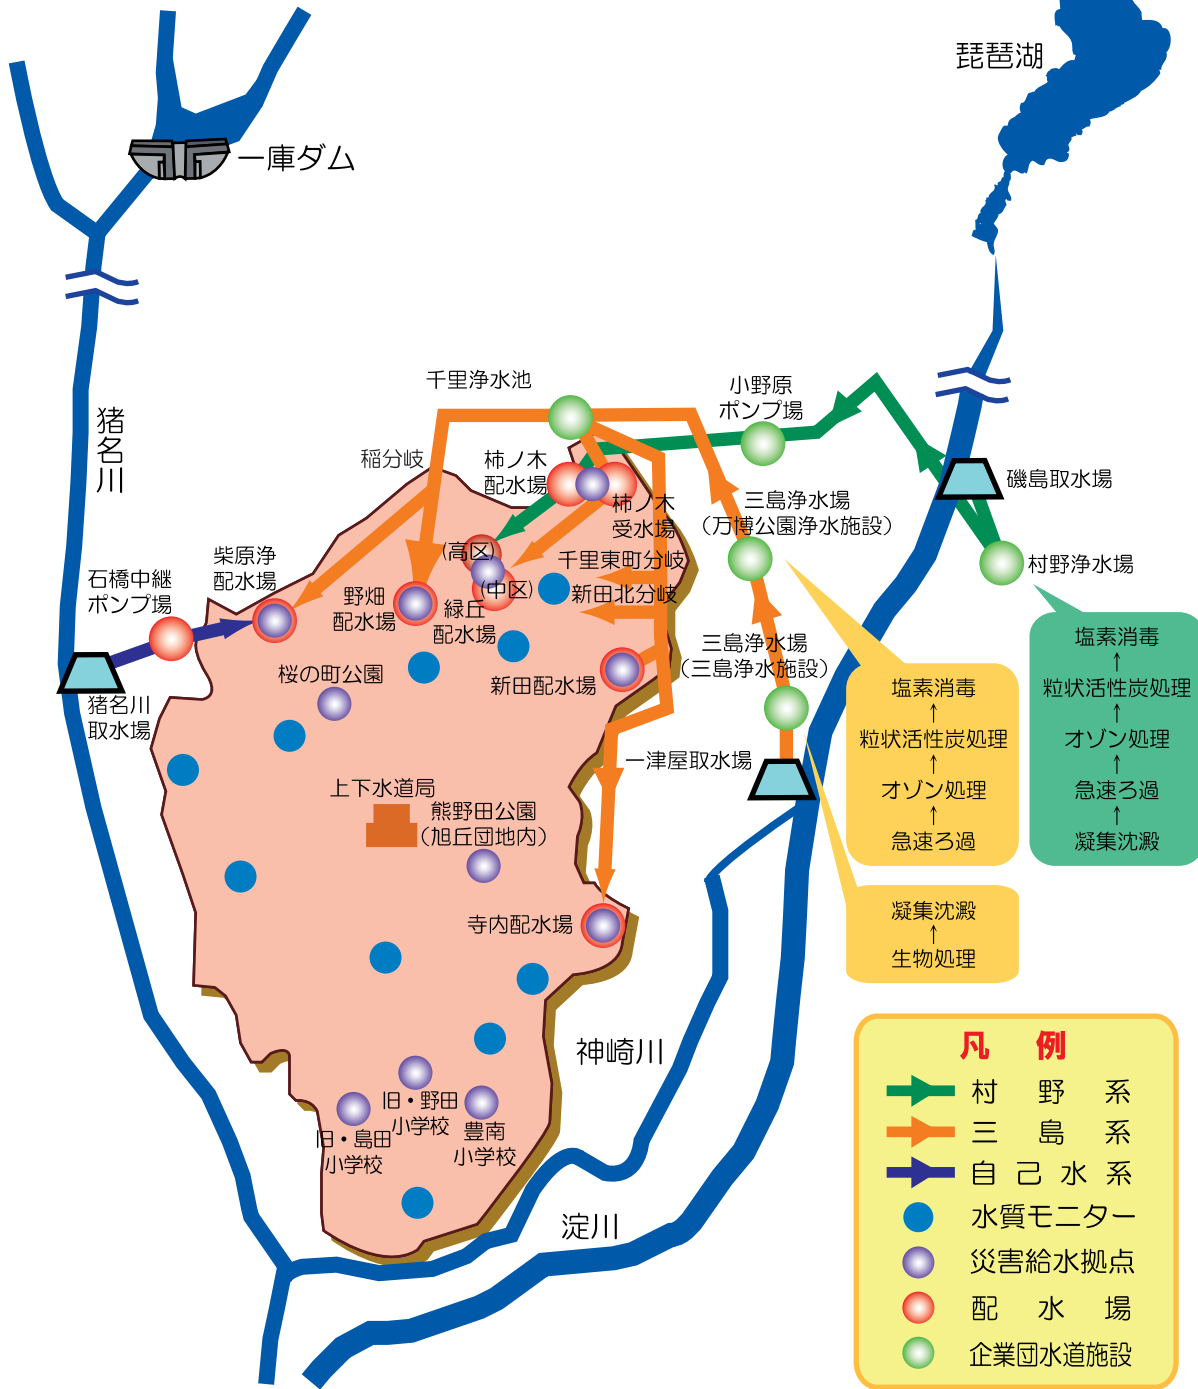 琵琶湖
一庫ダム
猪名川
千里浄水池
小野原
ポンプ場
稲分岐
柿ノ木
配水場
柿ノ木
受水場
三島浄水場
(万博公園浄水施設)
磯島取水場
村野浄水場
柴原浄
配水場
石橋中継
ポンプ場
(高区)
(中区)
千里東町分岐
新田北分岐
野畑
配水場
緑丘
配水場
三島浄水場
(三島浄水施設)
新田配水場
桜の町公園
猪名川
取水場
一津屋取水場
上下水道局
熊野田公園
(旭丘団地内)
寺内配水場
塩素消毒
↑
粒状活性炭処理
↑
オゾン処理
↑
急速ろ過
塩素消毒
↑
粒状活性炭処理
↑
オゾン処理
↑
急速ろ過
↑
凝集沈澱
凝集沈澱
↑
生物処理
神崎川
旧・野田
小学校
旧・島田
小学校
豊南
小学校
淀川
凡例
村野系
三島系
自己水系
水質モニター
災害給水拠点
配水場
企業団水道施設